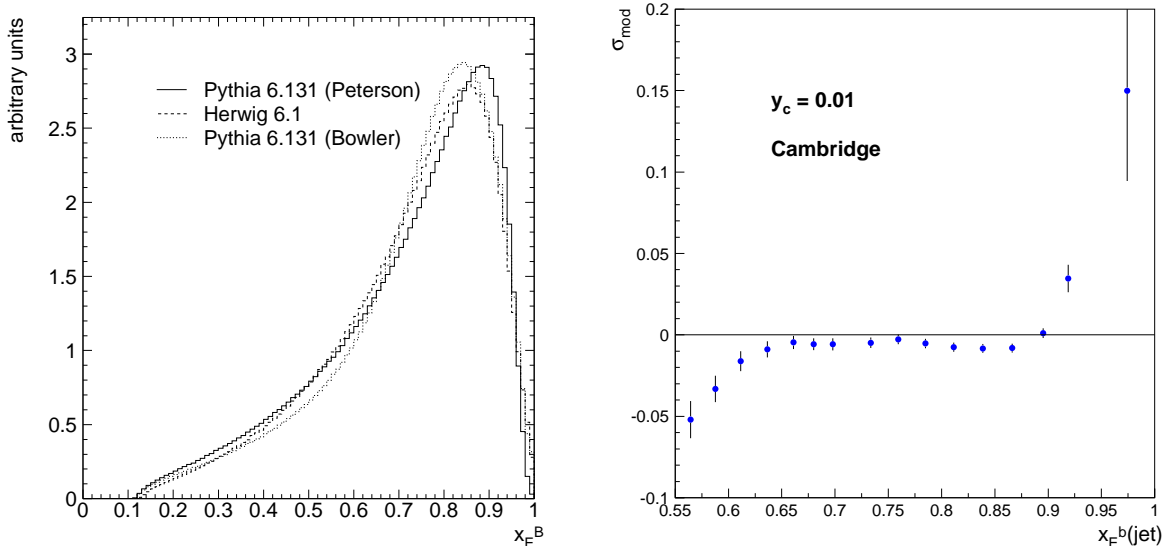 arbitrary units
3
2.5
2
1.5
1
0.5
0
Pythia 6.131 (Peterson)
Herwig 6.1
Pythia 6.131 (Bowler)
0 0.1 0.2 0.3 0.4 0.5 0.6 0.7 0.8 0.9 1
x_E^B
σ_mod
0.2
0.15
0.1
0.05
0
-0.05
-0.1
y_c = 0.01
Cambridge
0.55 0.6 0.65 0.7 0.75 0.8 0.85 0.9 0.95 1
x_E^b(jet)